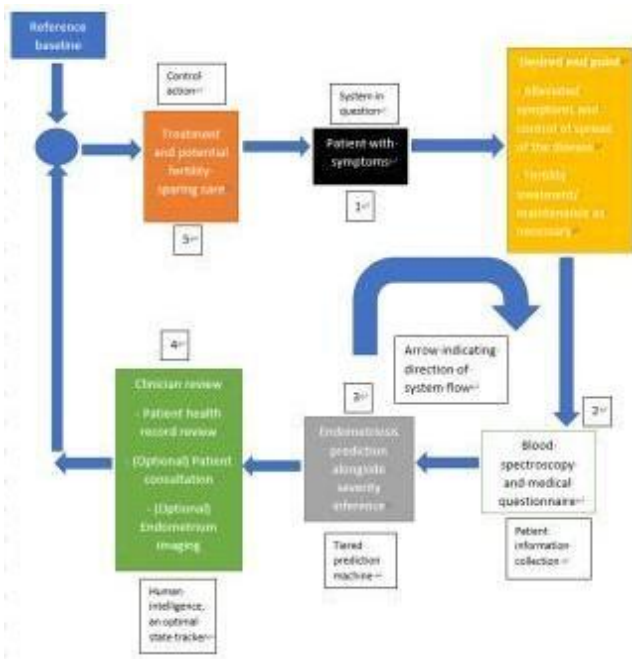 Reference
baseline
Control
action
System in
question
Desired end point
- Alleviated
symptoms and
control of spread
of the disease
- Fertility
treatment/
maintenance as
necessary
Treatment
and potential
fertility-
sparing care
Patient with
symptoms
1
5
4
Arrow indicating
direction of
system flow
3
2
Clinician review
- Patient health
record review
- (Optional) Patient
consultation
- (Optional)
Endometrium
imaging
Endometriosis
prediction
alongside
severity
inference
Blood
spectroscopy
and medical
questionnaire
Patient
information
collection
Tiered
prediction
machine
Human
intelligence,
an optimal
state tracker